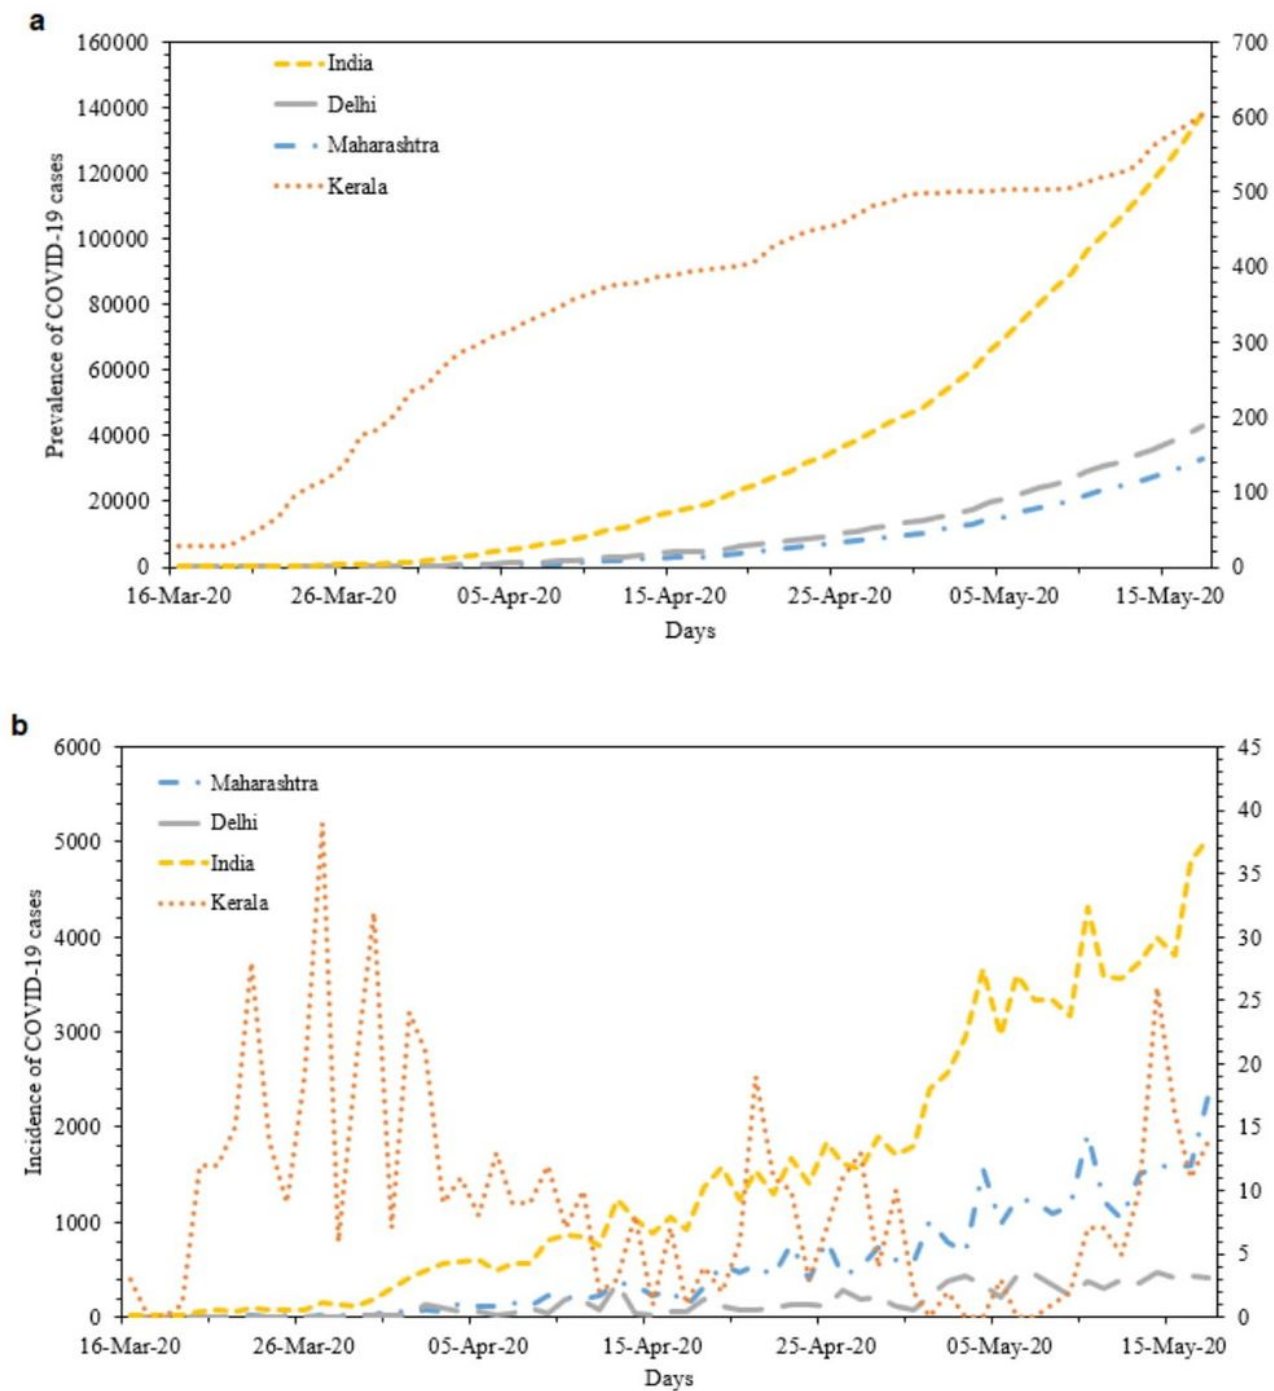 a
160000
140000
120000
100000
80000
60000
40000
20000
0
Prevalence of COVID-19 cases
India
Delhi
Maharashtra
Kerala
700
600
500
400
300
200
100
0
16-Mar-20 26-Mar-20 05-Apr-20 15-Apr-20 25-Apr-20 05-May-20 15-May-20
Days
b
6000
5000
4000
3000
2000
1000
0
Incidence of COVID-19 cases
Maharashtra
Delhi
India
Kerala
45
40
35
30
25
20
15
10
5
0
16-Mar-20 26-Mar-20 05-Apr-20 15-Apr-20 25-Apr-20 05-May-20 15-May-20
Days